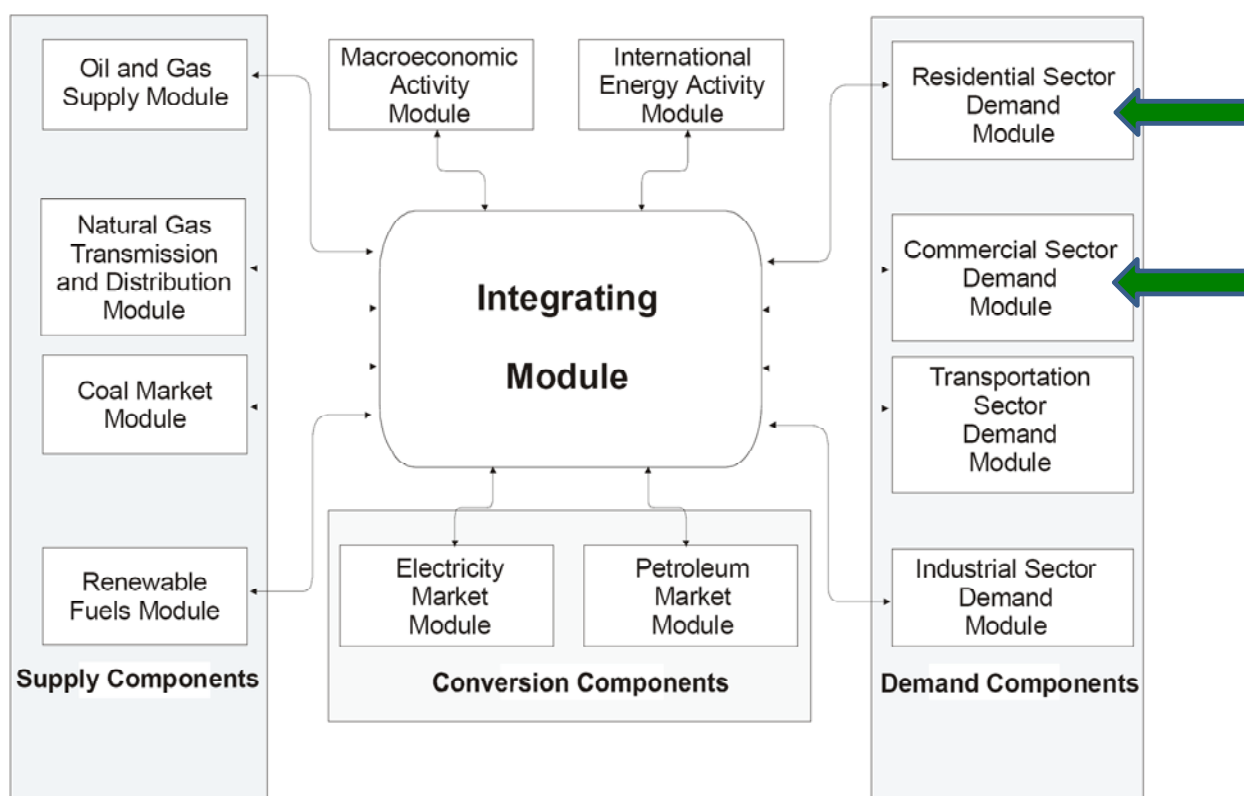 Oil and Gas
Supply Module
Natural Gas
Transmission
and Distribution
Module
Coal Market
Module
Renewable
Fuels Module
Supply Components
Macroeconomic
Activity
Module
International
Energy Activity
Module
Integrating
Module
Electricity
Market
Module
Petroleum
Market
Module
Conversion Components
Residential Sector
Demand
Module
Commercial Sector
Demand
Module
Transportation
Sector
Demand
Module
Industrial Sector
Demand
Module
Demand Components